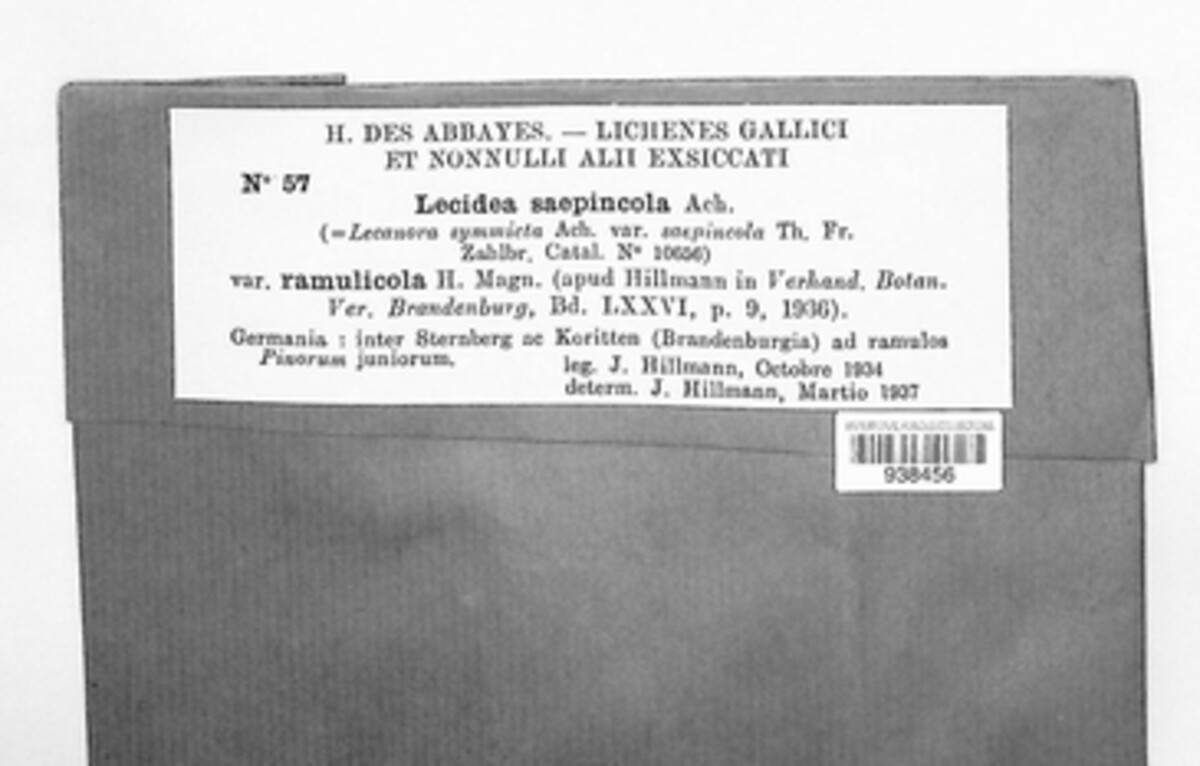 H. DES ABBAYES. — LICHENES GALLICI
ET NONNULLI ALII EXSICCATI
N° 57
Lecidea saepincola Ach.
(=Lecanora symmicta Ach. var. saepincola Th. Fr.
Zahlbr. Catal. N° 10656)
var. ramulicola H. Magn. (apud Hillmann in Verhand. Botan.
Ver. Brandenburg, Bd. LXXVI, p. 9, 1936).
Germania : inter Sternberg ac Koritten (Brandenburgia) ad ramulos
Pinorum juniorum.
leg. J. Hillmann, Octobre 1934
determ. J. Hillmann, Martio 1937
938456